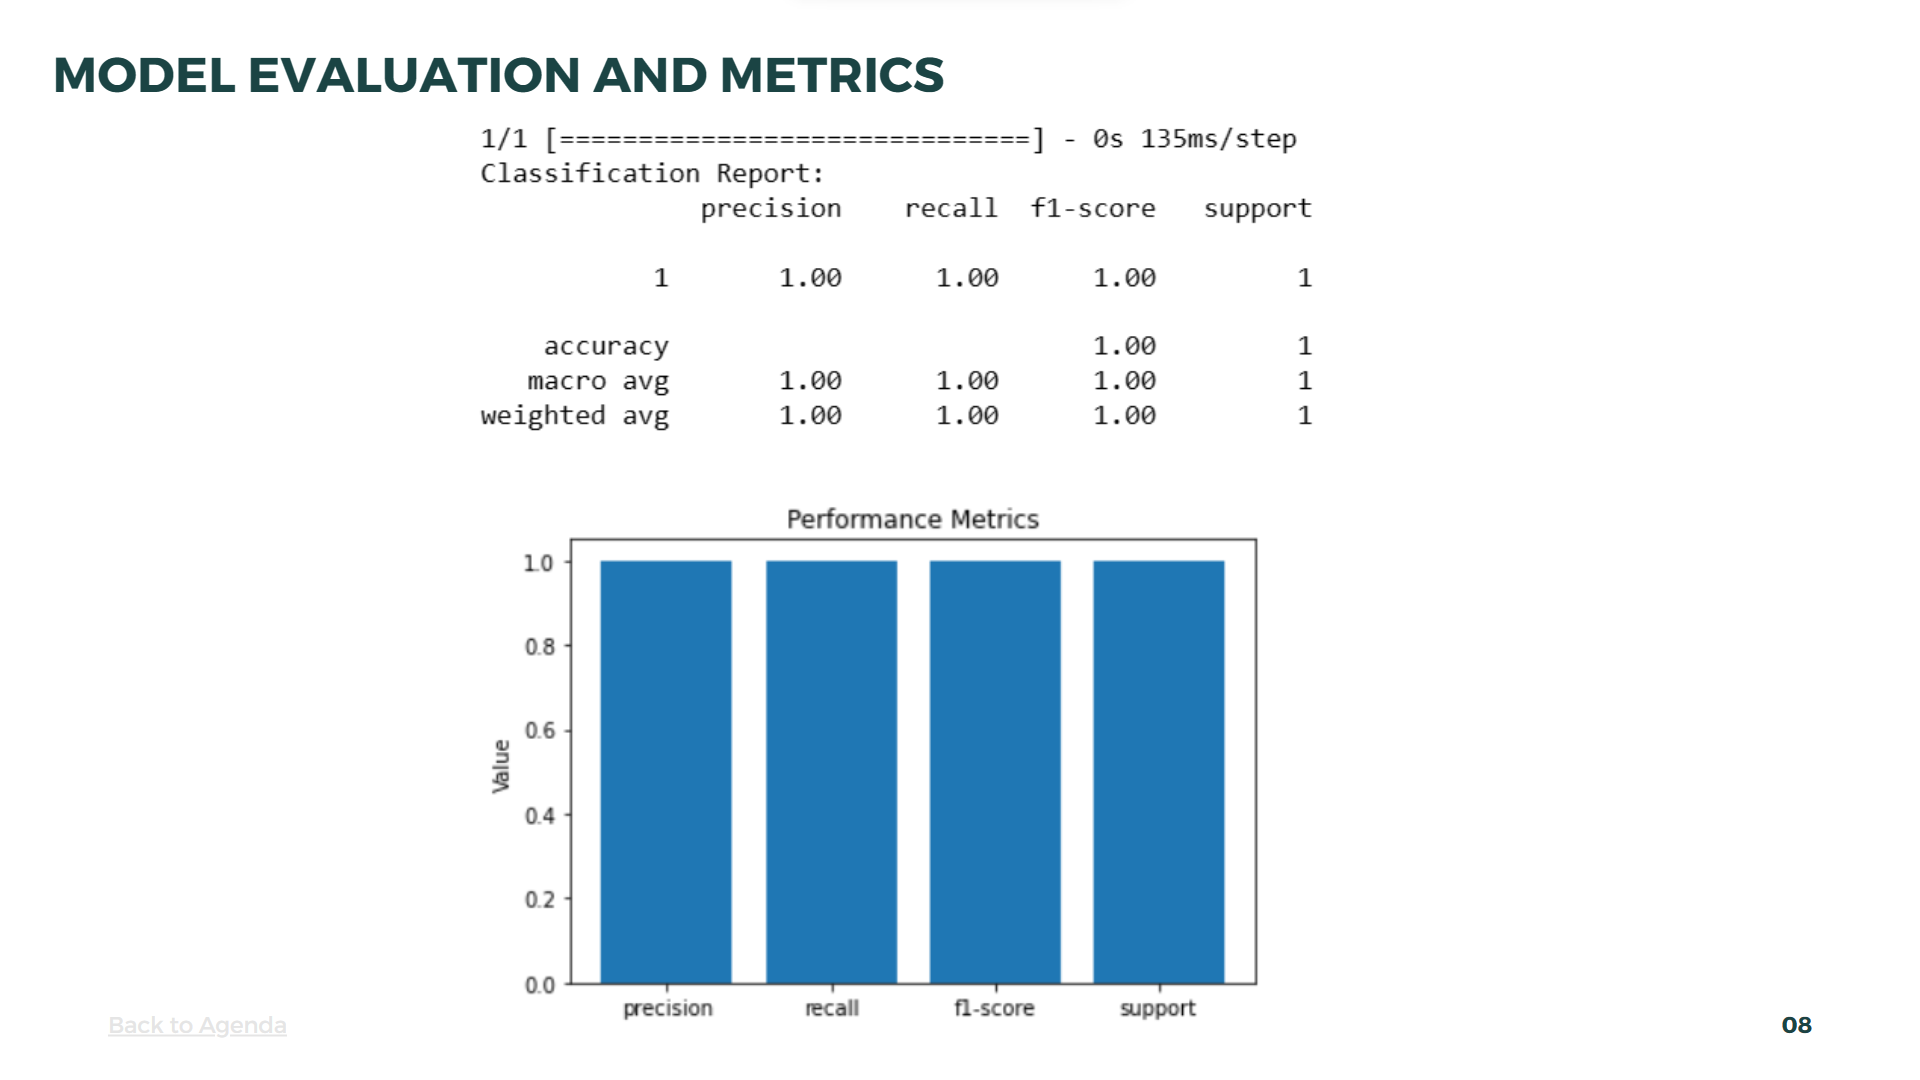 MODEL EVALUATION AND METRICS
1/1 [==============================] - 0s 135ms/step
Classification Report:
precision recall f1-score support
1 1.00 1.00 1.00 1
accuracy 1.00 1
macro avg 1.00 1.00 1.00 1
weighted avg 1.00 1.00 1.00 1
Performance Metrics
1.0
0.8
0.6
0.4
0.2
0.0
Value
precision recall f1-score support
Back to Agenda
08